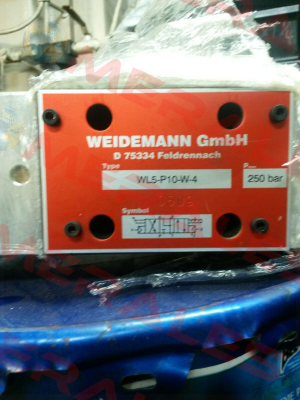 WEIDEMANN GmbH
D 75334 Feldrennach
Type
WL5-P10-W-4
250 bar
Symbol